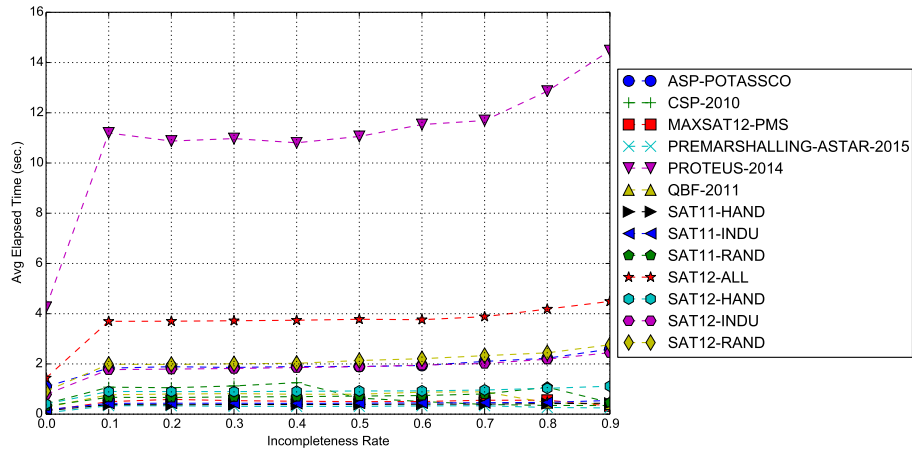 16
14
12
10
8
6
4
2
0
0.0 0.1 0.2 0.3 0.4 0.5 0.6 0.7 0.8 0.9
Avg Elapsed Time (sec.)
Incompleteness Rate
ASP-POTASSCO
CSP-2010
MAXSAT12-PMS
PREMARSHALLING-ASTAR-2015
PROTEUS-2014
QBF-2011
SAT11-HAND
SAT11-INDU
SAT11-RAND
SAT12-ALL
SAT12-HAND
SAT12-INDU
SAT12-RAND